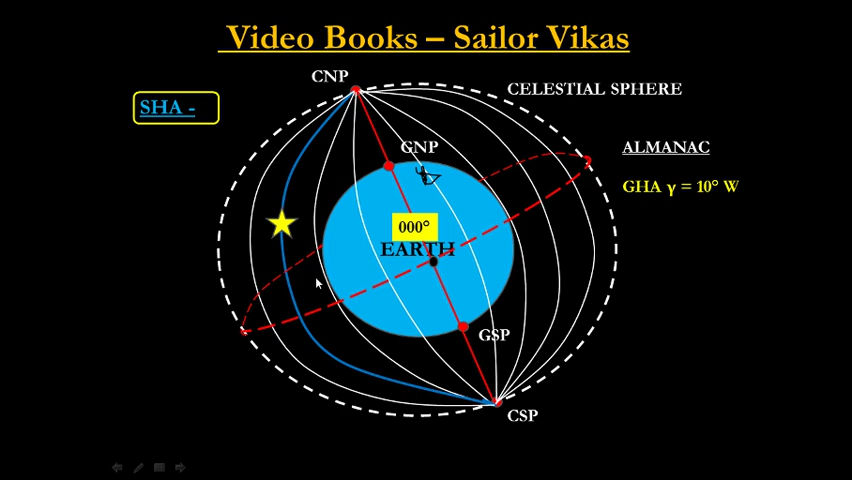 Video Books – Sailor Vikas
CNP
CELESTIAL SPHERE
SHA -
GNP
ALMANAC
GHA γ = 10° W
000°
EARTH
GSP
CSP